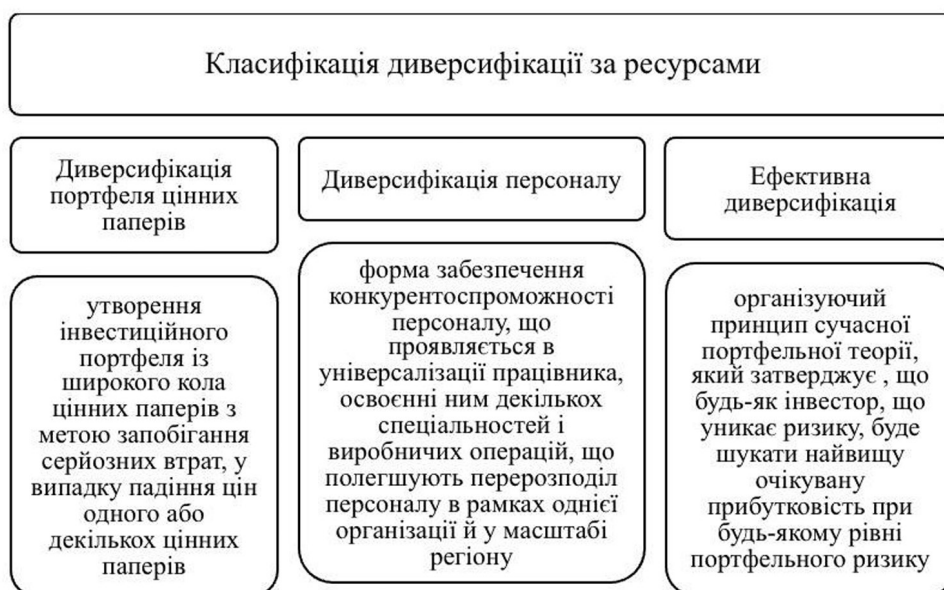 Класифікація диверсифікації за ресурсами
Диверсифікація
портфеля цінних
паперів
утворення
інвестиційного
портфеля із
широкого кола
цінних паперів з
метою запобігання
серйозних втрат, у
випадку падіння цін
одного або
декількох цінних
паперів
Диверсифікація персоналу
форма забезпечення
конкурентоспроможності
персоналу, що
проявляється в
універсалізації працівника,
освоєнні ним декількох
спеціальностей і
виробничих операцій, що
полегшують перерозподіл
персоналу в рамках однієї
організації й у масштабі
регіону
Ефективна
диверсифікація
організуючий
принцип сучасної
портфельної теорії,
який затверджує , що
будь-як інвестор, що
уникає ризику, буде
шукати найвищу
очікувану
прибутковість при
будь-якому рівні
портфельного ризику